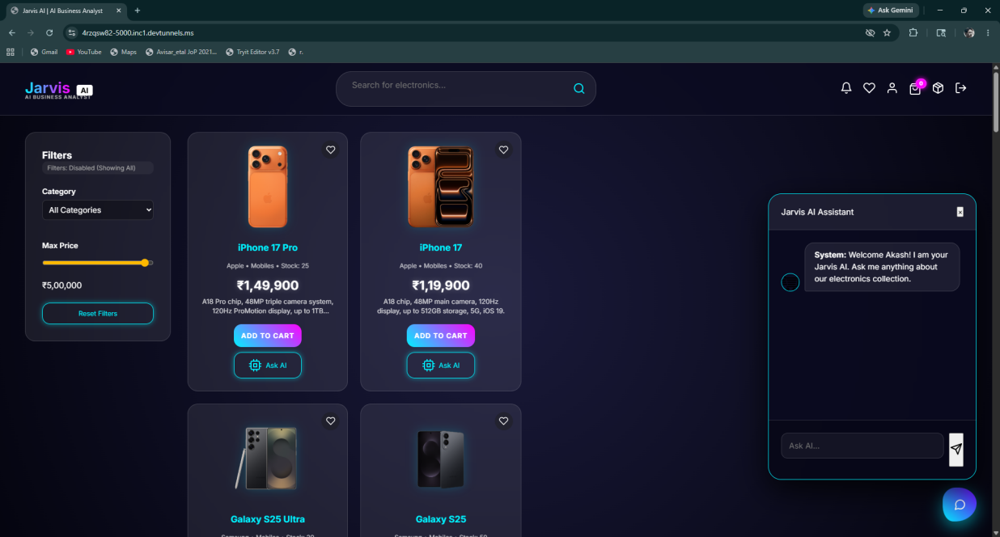 Jarvis AI | AI Business Analyst
Ask Gemini
4rzqsw82-5000.inc1.devtunnels.ms
Gmail
YouTube
Maps
Avisar_etal JoP 2021...
Tryit Editor v3.7
r.
Jarvis AI
AI BUSINESS ANALYST
Search for electronics...
0
Filters
Filters: Disabled (Showing All)
Category
All Categories
Max Price
₹5,00,000
Reset Filters
iPhone 17 Pro
Apple • Mobiles • Stock: 25
₹1,49,900
A18 Pro chip, 48MP triple camera system,
120Hz ProMotion display, up to 1TB...
ADD TO CART
Ask AI
iPhone 17
Apple • Mobiles • Stock: 40
₹1,19,900
A18 chip, 48MP main camera, 120Hz
display, up to 512GB storage, 5G, iOS 19.
ADD TO CART
Ask AI
Galaxy S25 Ultra
Galaxy S25
Jarvis AI Assistant
System: Welcome Akash! I am your
Jarvis AI. Ask me anything about
our electronics collection.
Ask AI...